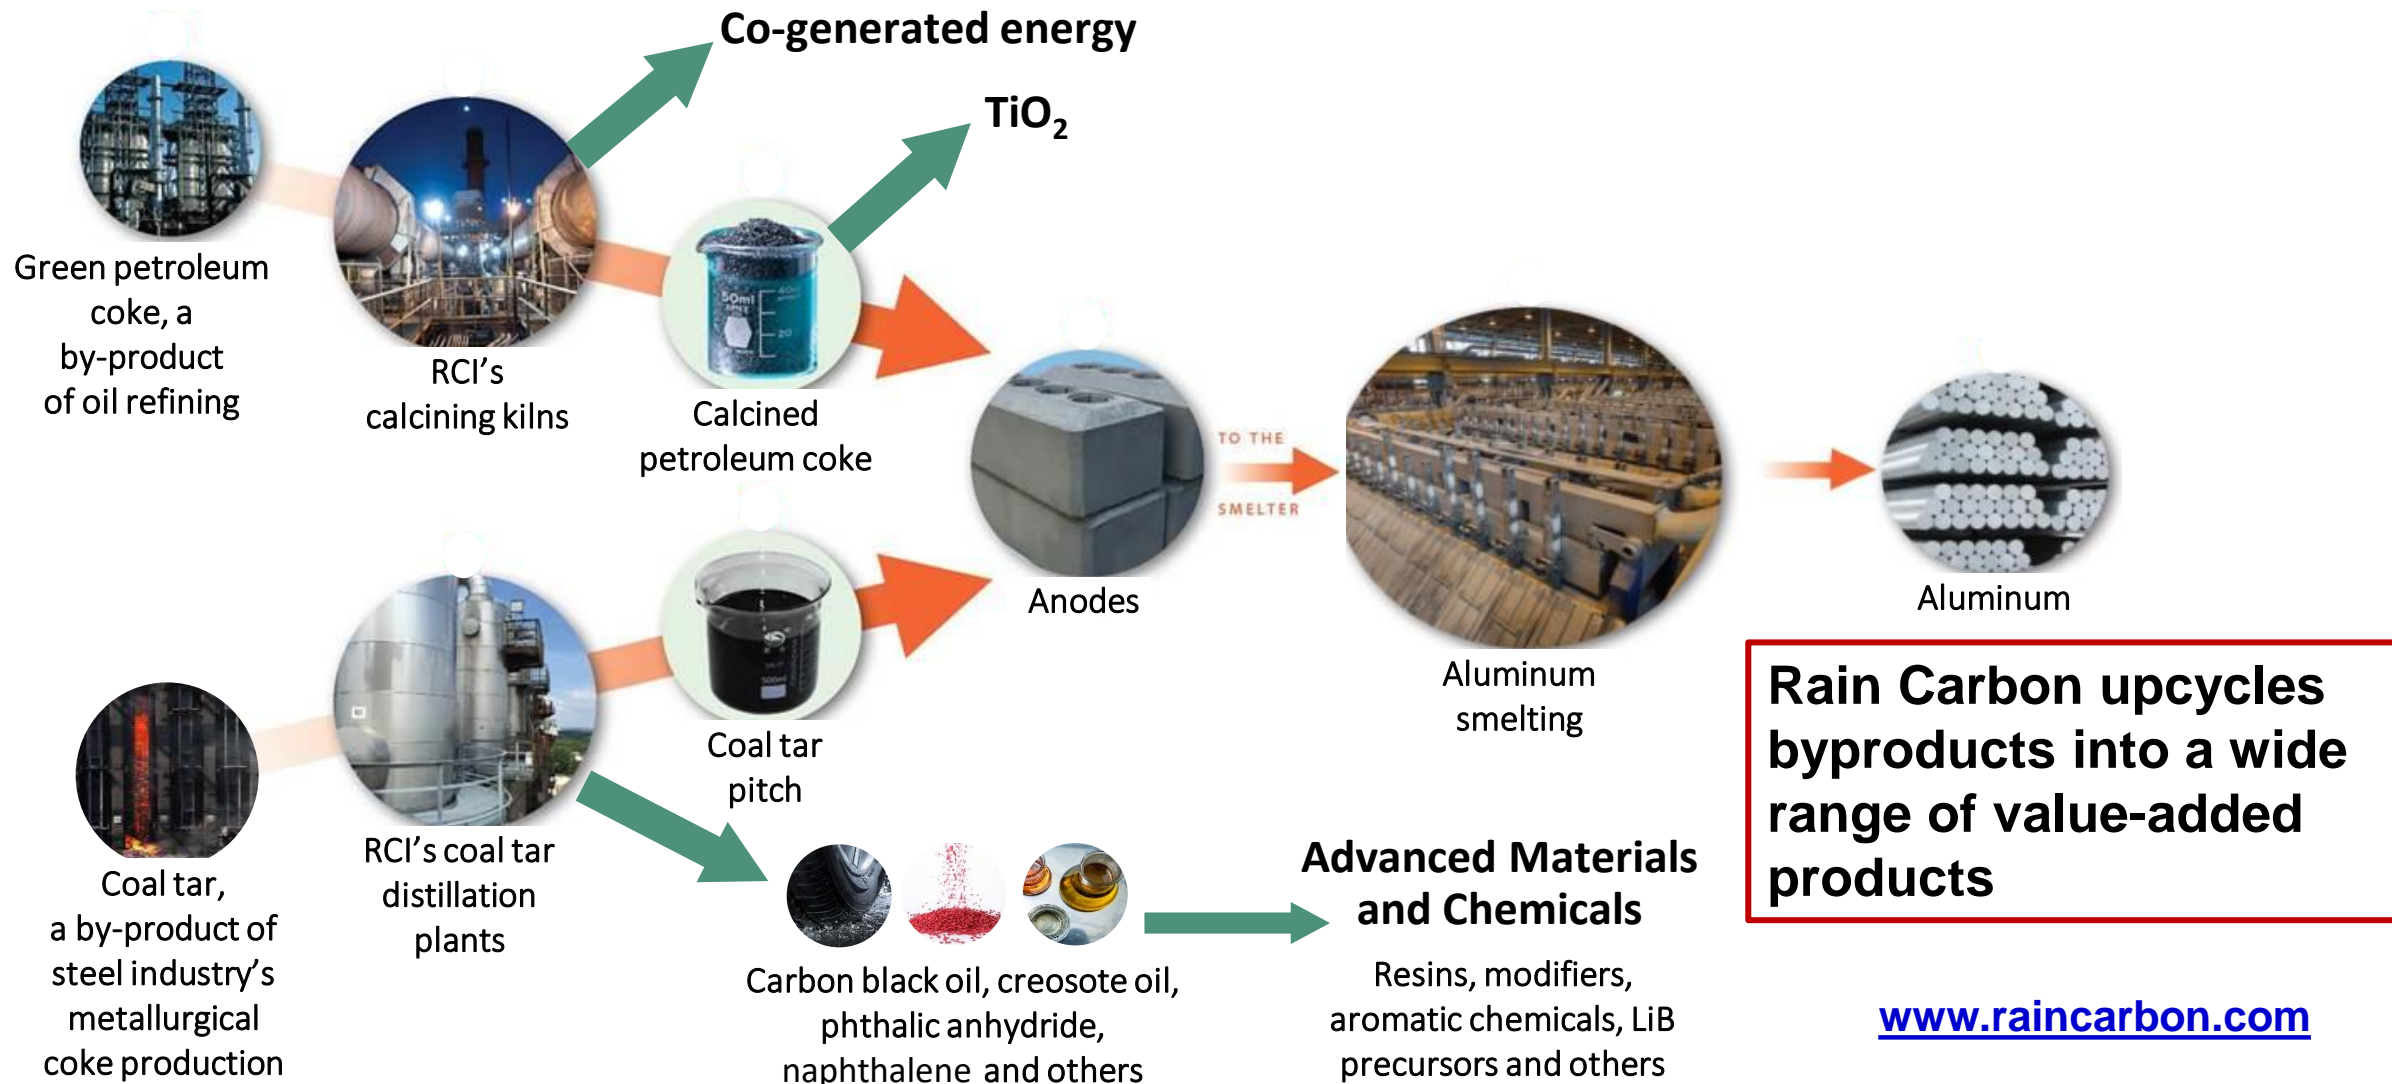 Co-generated energy
TiO₂
Green petroleum
coke, a
by-product
of oil refining
RCI's
calcining kilns
50ml
20
Calcined
petroleum coke
TO THE
SMELTER
Anodes
Aluminum
smelting
Aluminum
Coal tar,
a by-product of
steel industry's
metallurgical
coke production
RCI's coal tar
distillation
plants
500ml
Coal tar
pitch
Carbon black oil, creosote oil,
phthalic anhydride,
naphthalene and others
Advanced Materials
and Chemicals
Resins, modifiers,
aromatic chemicals, LiB
precursors and others
Rain Carbon upcycles
byproducts into a wide
range of value-added
products
www.raincarbon.com